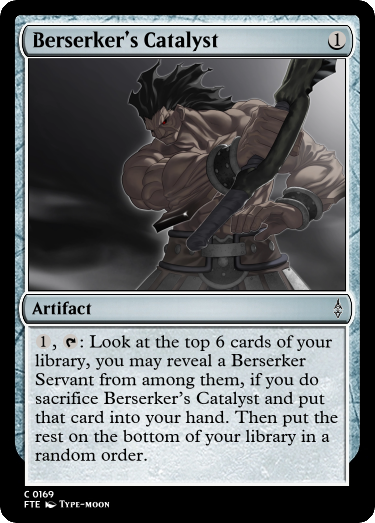 Berserker's Catalyst 1
Artifact
1, T: Look at the top 6 cards of your
library, you may reveal a Berserker
Servant from among them, if you do
sacrifice Berserker's Catalyst and put
that card into your hand. Then put the
rest on the bottom of your library in a
random order.
C 0169
FTE Type-moon